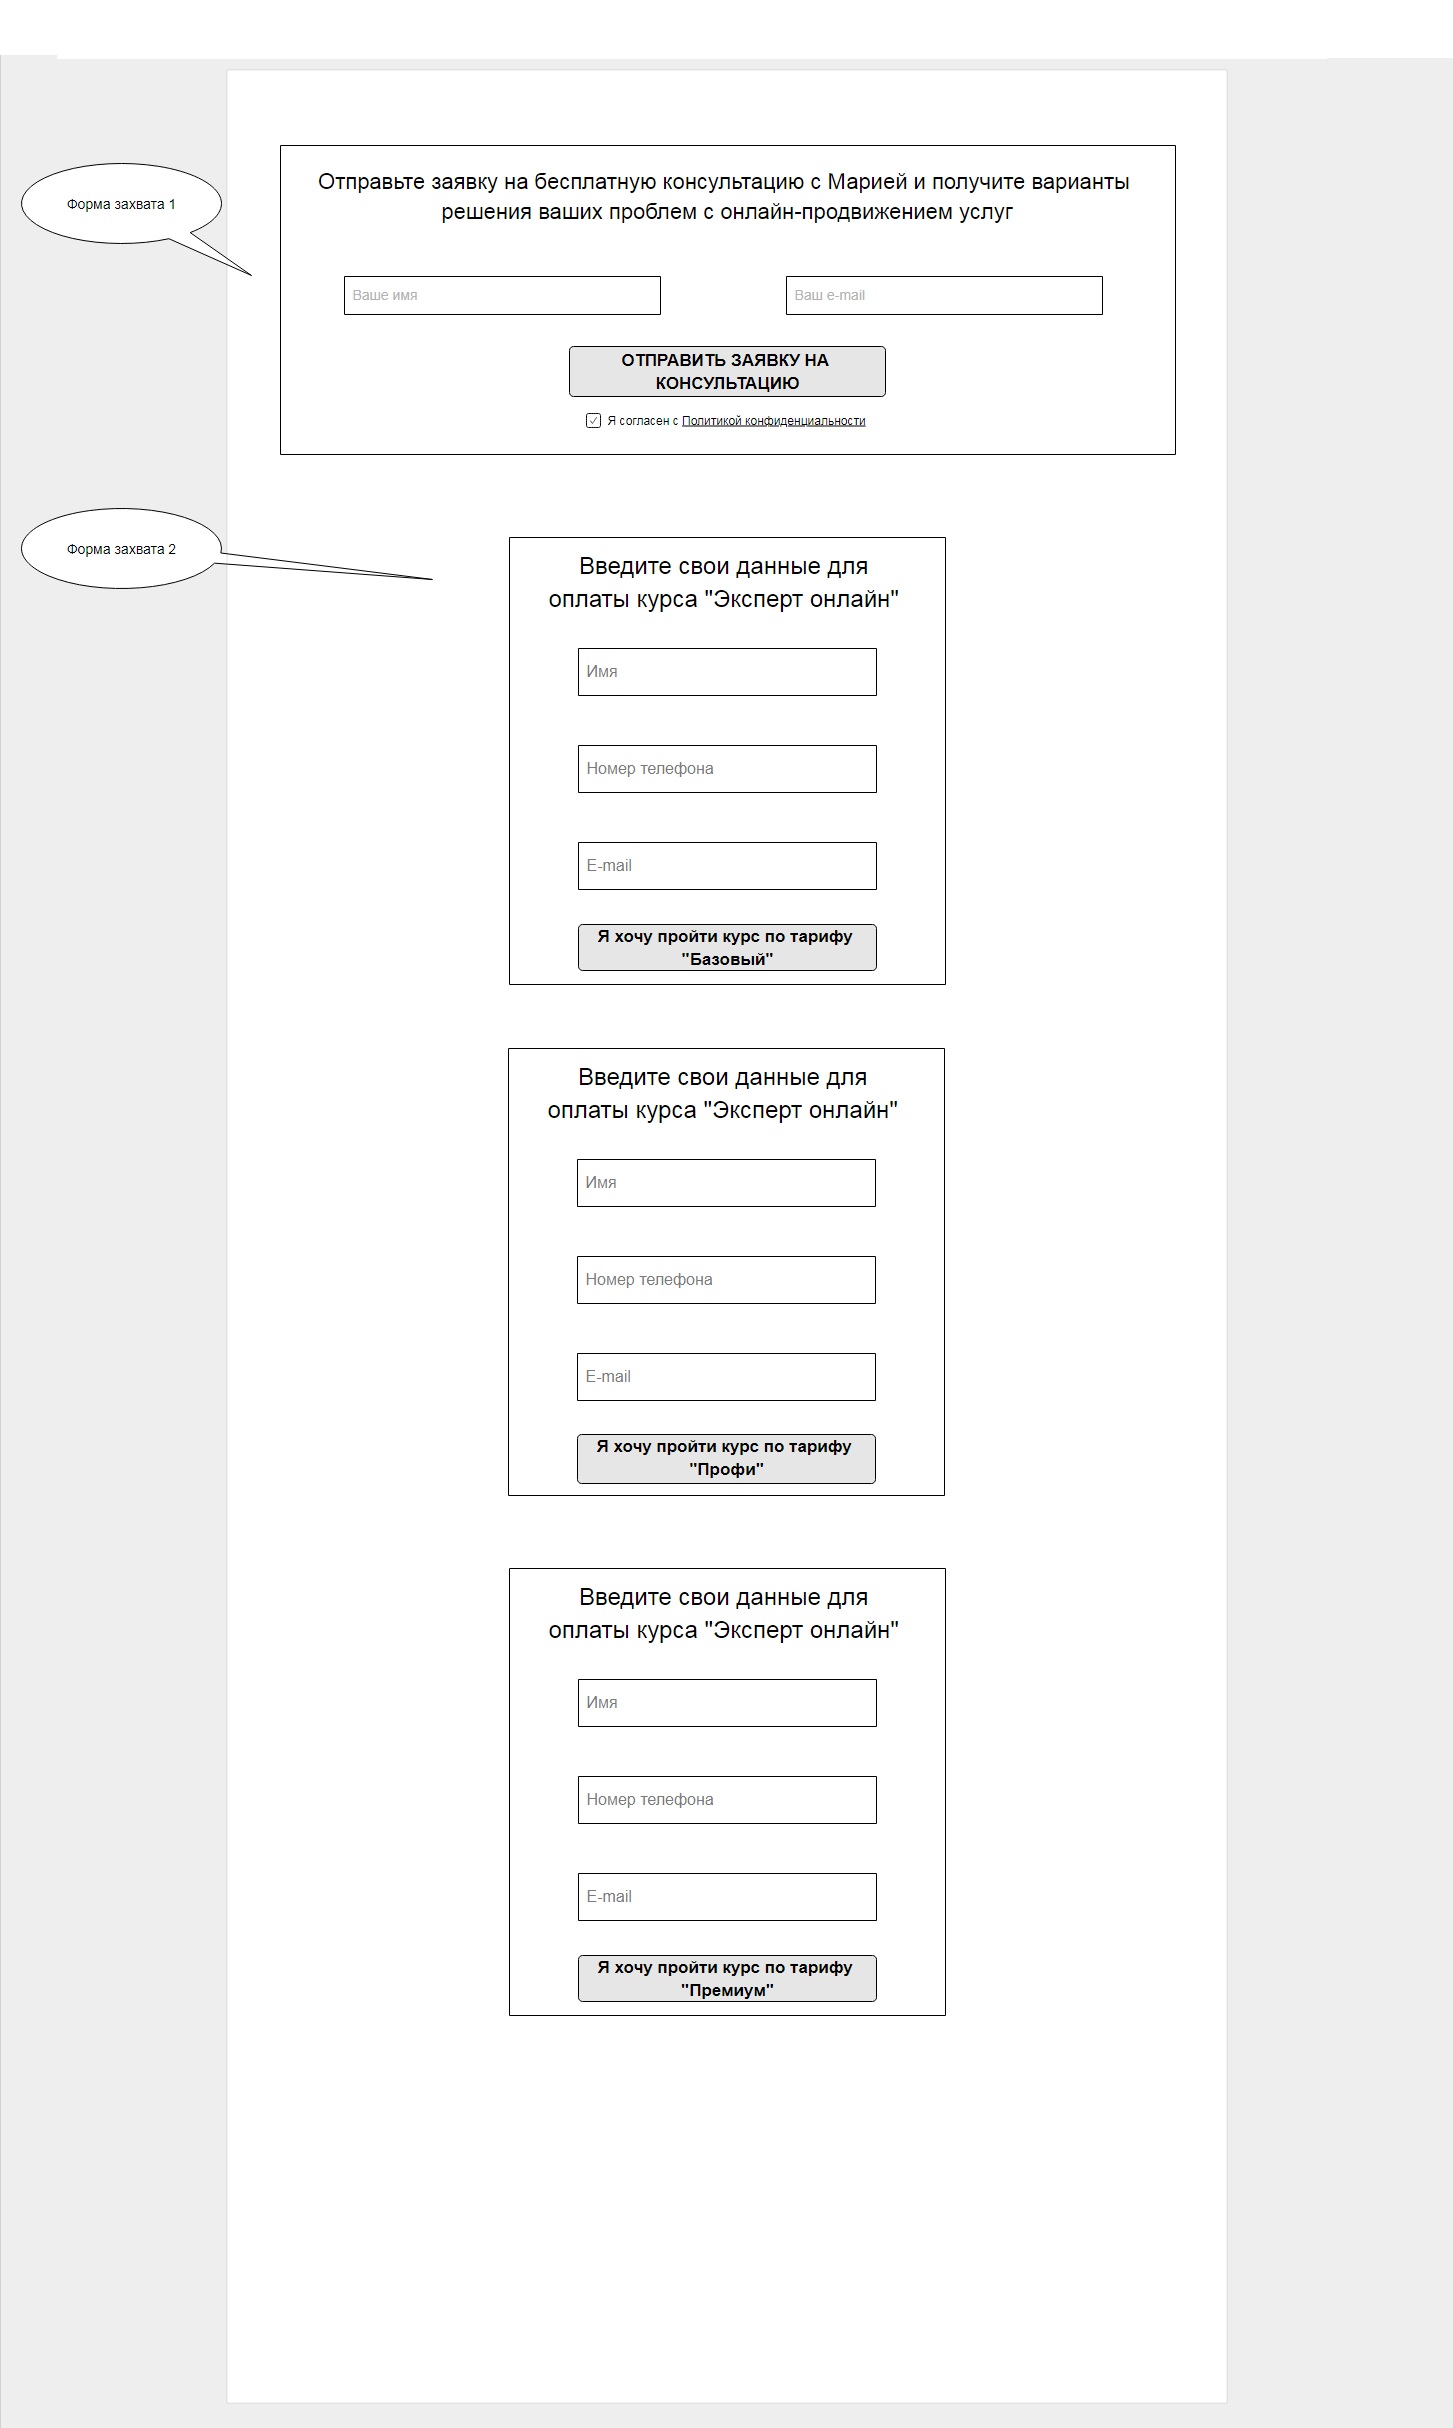 Форма захвата 1
Отправьте заявку на бесплатную консультацию с Марией и получите варианты
решения ваших проблем с онлайн-продвижением услуг
Ваше имя
Ваш e-mail
ОТПРАВИТЬ ЗАЯВКУ НА
КОНСУЛЬТАЦИЮ
Я согласен с Политикой конфиденциальности
Форма захвата 2
Введите свои данные для
оплаты курса "Эксперт онлайн"
Имя
Номер телефона
E-mail
Я хочу пройти курс по тарифу
"Базовый"
Введите свои данные для
оплаты курса "Эксперт онлайн"
Имя
Номер телефона
E-mail
Я хочу пройти курс по тарифу
"Профи"
Введите свои данные для
оплаты курса "Эксперт онлайн"
Имя
Номер телефона
E-mail
Я хочу пройти курс по тарифу
"Премиум"